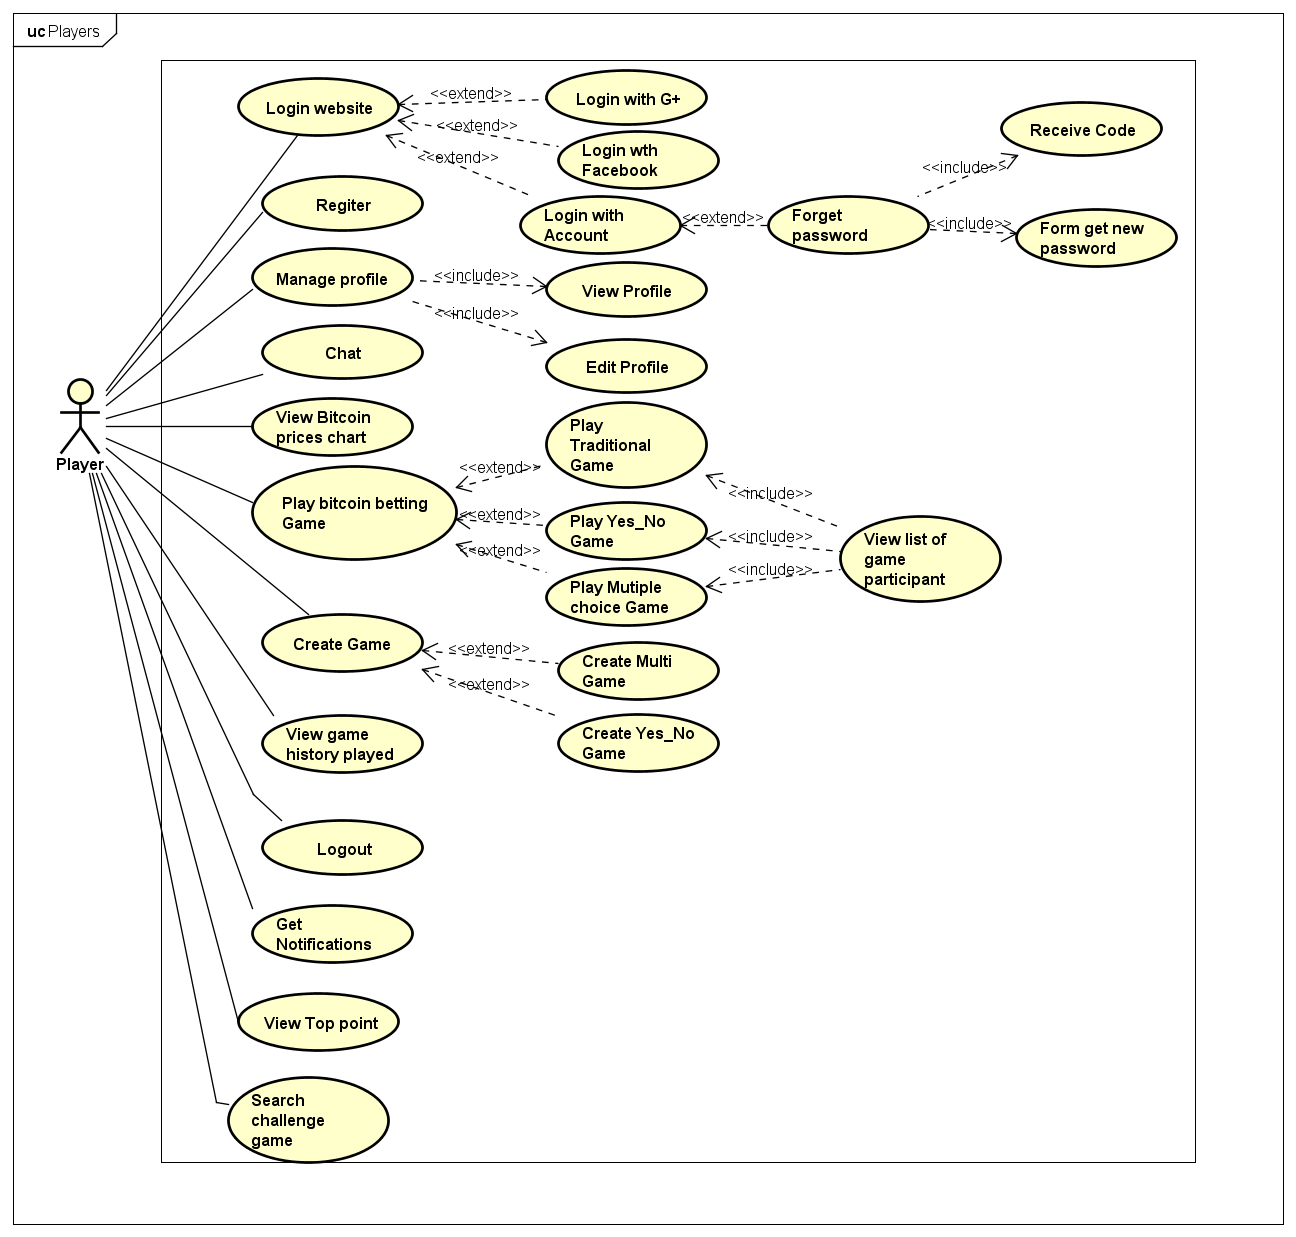 uc Players
Login website
<<extend>>
Login with G+
<<extend>>
Login wth
Facebook
<<extend>>
Login with
Account
<<extend>>
Forget
password
<<include>>
Receive Code
<<include>>
Form get new
password
Regiter
Manage profile
<<include>>
View Profile
<<include>>
Edit Profile
Chat
View Bitcoin
prices chart
Player
Play bitcoin betting
Game
<<extend>>
Play
Traditional
Game
<<extend>>
Play Yes_No
Game
<<extend>>
Play Mutiple
choice Game
<<include>>
<<include>>
<<include>>
View list of
game
participant
Create Game
<<extend>>
Create Multi
Game
<<extend>>
Create Yes_No
Game
View game
history played
Logout
Get
Notifications
View Top point
Search
challenge
game